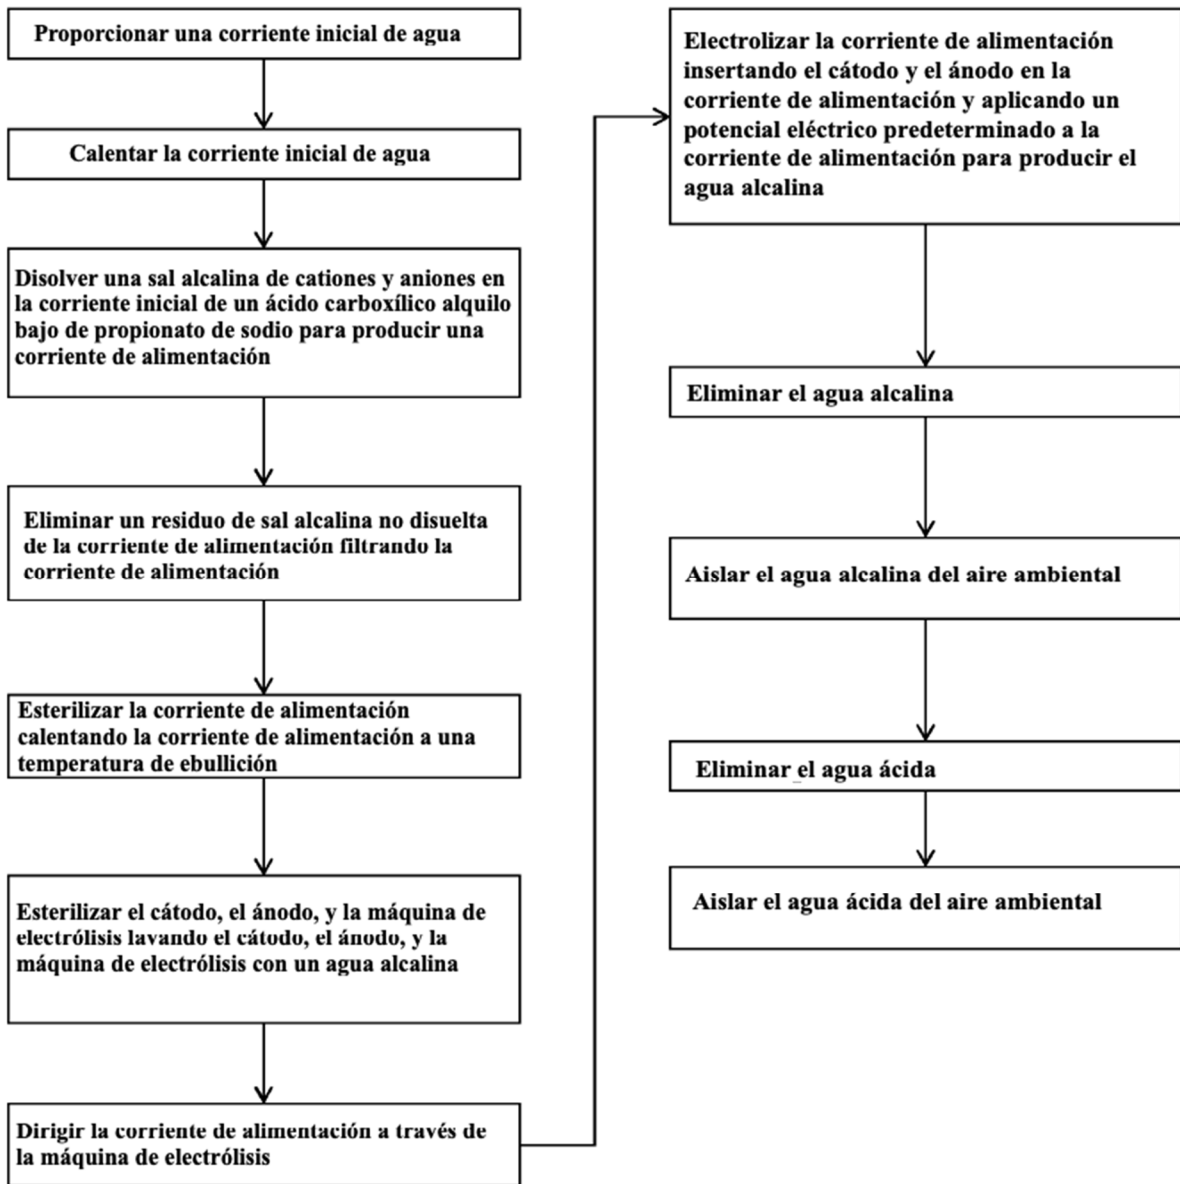 Proporcionar una corriente inicial de agua
Calentar la corriente inicial de agua
Disolver una sal alcalina de cationes y aniones en
la corriente inicial de un ácido carboxílico alquilo
bajo de propionato de sodio para producir una
corriente de alimentación
Eliminar un residuo de sal alcalina no disuelta
de la corriente de alimentación filtrando la
corriente de alimentación
Esterilizar la corriente de alimentación
calentando la corriente de alimentación a una
temperatura de ebullición
Esterilizar el cátodo, el ánodo, y la máquina de
electrólisis lavando el cátodo, el ánodo, y la
máquina de electrólisis con un agua alcalina
Dirigir la corriente de alimentación a través de
la máquina de electrólisis
Electrolizar la corriente de alimentación
insertando el cátodo y el ánodo en la
corriente de alimentación y aplicando un
potencial eléctrico predeterminado a la
corriente de alimentación para producir el
agua alcalina
Eliminar el agua alcalina
Aislar el agua alcalina del aire ambiental
Eliminar el agua ácida
Aislar el agua ácida del aire ambiental